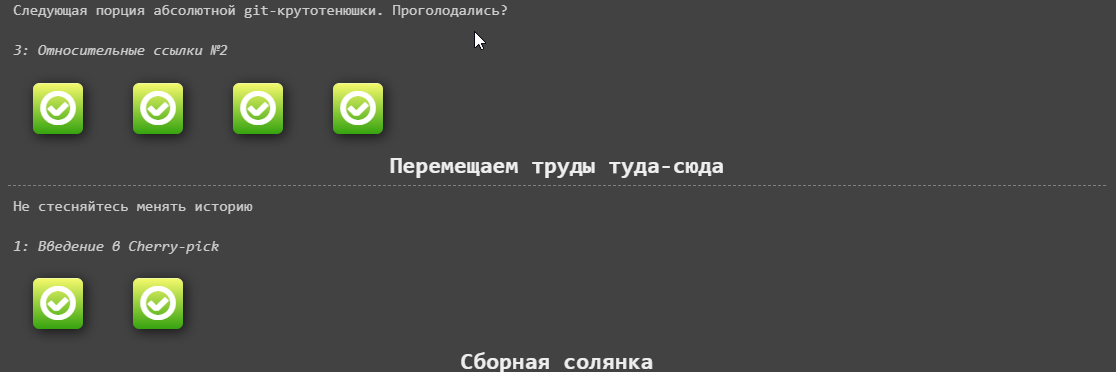 Следующая порция абсолютной git-крутотенюшки. Проголодались?
3: Относительные ссылки №2
Перемещаем труды туда-сюда
Не стесняйтесь менять историю
1: Введение в Cherry-pick
Сборная солянка